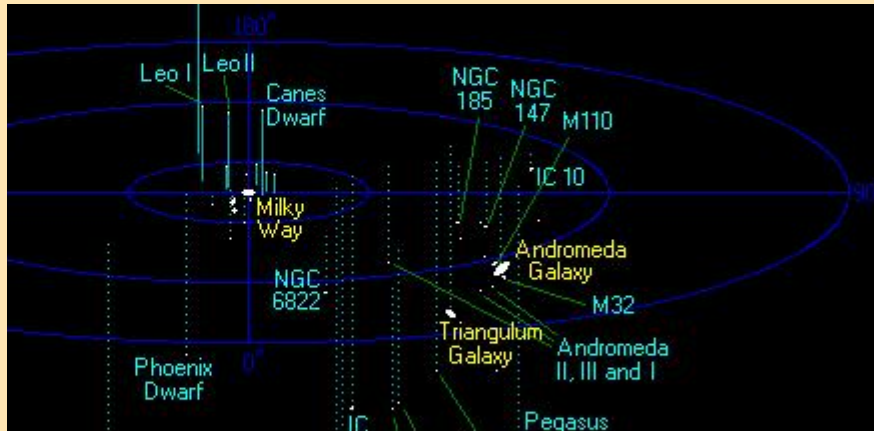 180°
Leo I
Leo II
Canes
Dwarf
NGC
185
NGC
147
M110
IC 10
90
Milky
Way
Andromeda
Galaxy
NGC
6822
M32
Triangulum
Galaxy
Andromeda
II, III and I
0°
Phoenix
Dwarf
IC
Pegasus